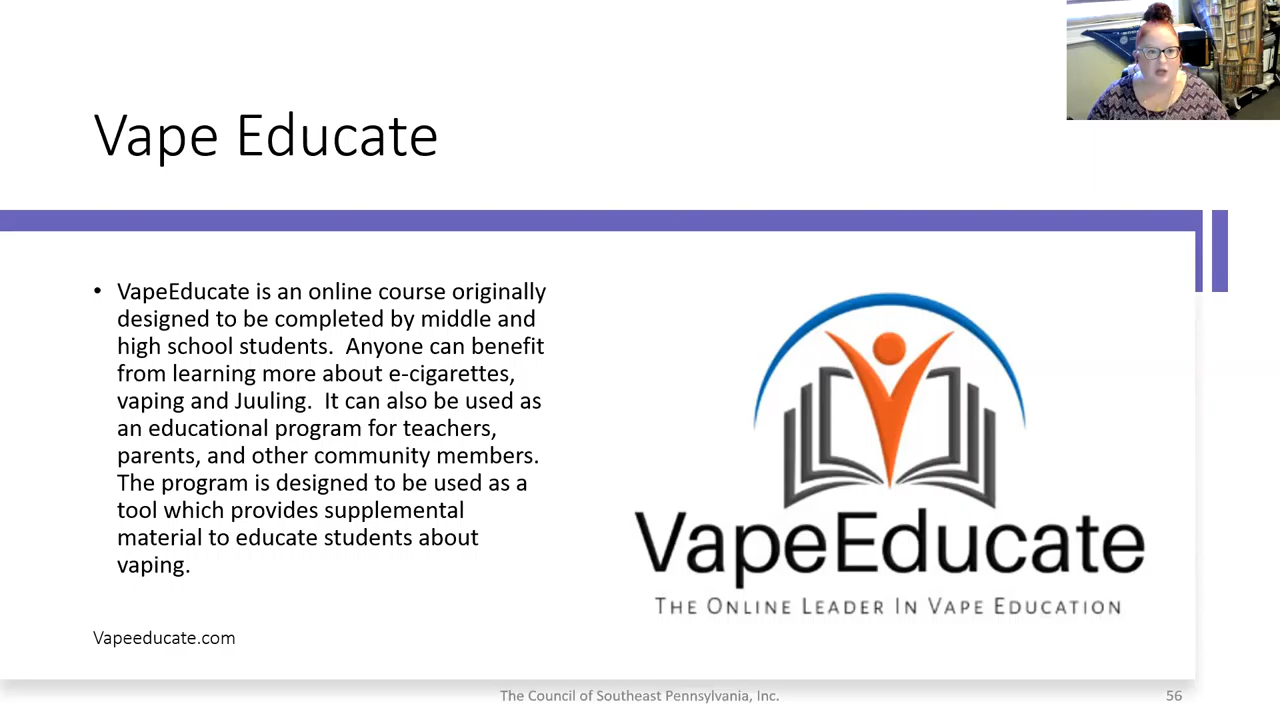 Vape Educate
• VapeEducate is an online course originally
designed to be completed by middle and
high school students.  Anyone can benefit
from learning more about e-cigarettes,
vaping and Juuling.  It can also be used as
an educational program for teachers,
parents, and other community members.
The program is designed to be used as a
tool which provides supplemental
material to educate students about
vaping.
Vapeeducate.com
VapeEducate
THE ONLINE LEADER IN VAPE EDUCATION
The Council of Southeast Pennsylvania, Inc.
56